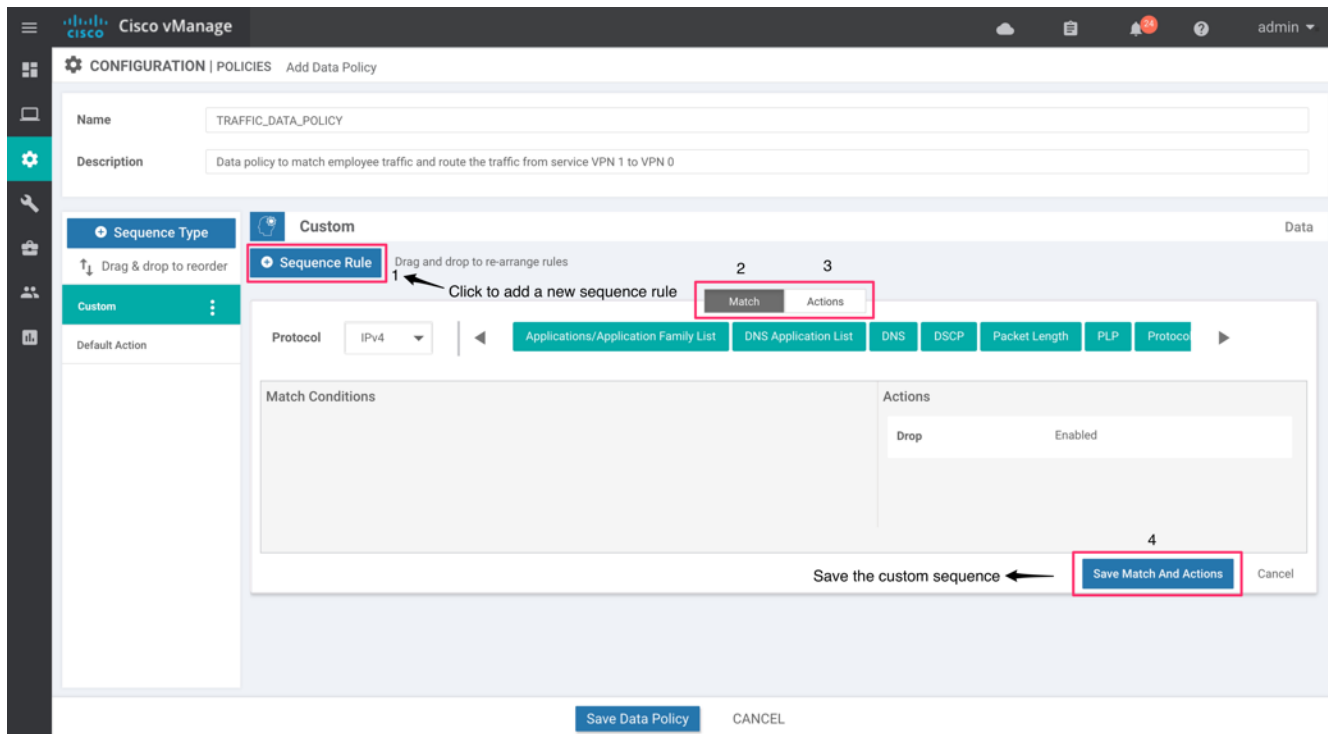 CISCO Cisco vManage 24 admin
CONFIGURATION | POLICIES Add Data Policy
Name TRAFFIC_DATA_POLICY
Description Data policy to match employee traffic and route the traffic from service VPN 1 to VPN 0
Sequence Type
Drag & drop to reorder
Custom
Default Action
Custom Data
Sequence Rule Drag and drop to re-arrange rules
1 Click to add a new sequence rule
2 3
Match Actions
Protocol IPv4 Applications/Application Family List DNS Application List DNS DSCP Packet Length PLP Protocol
Match Conditions Actions
Drop Enabled
4
Save the custom sequence Save Match And Actions Cancel
Save Data Policy CANCEL